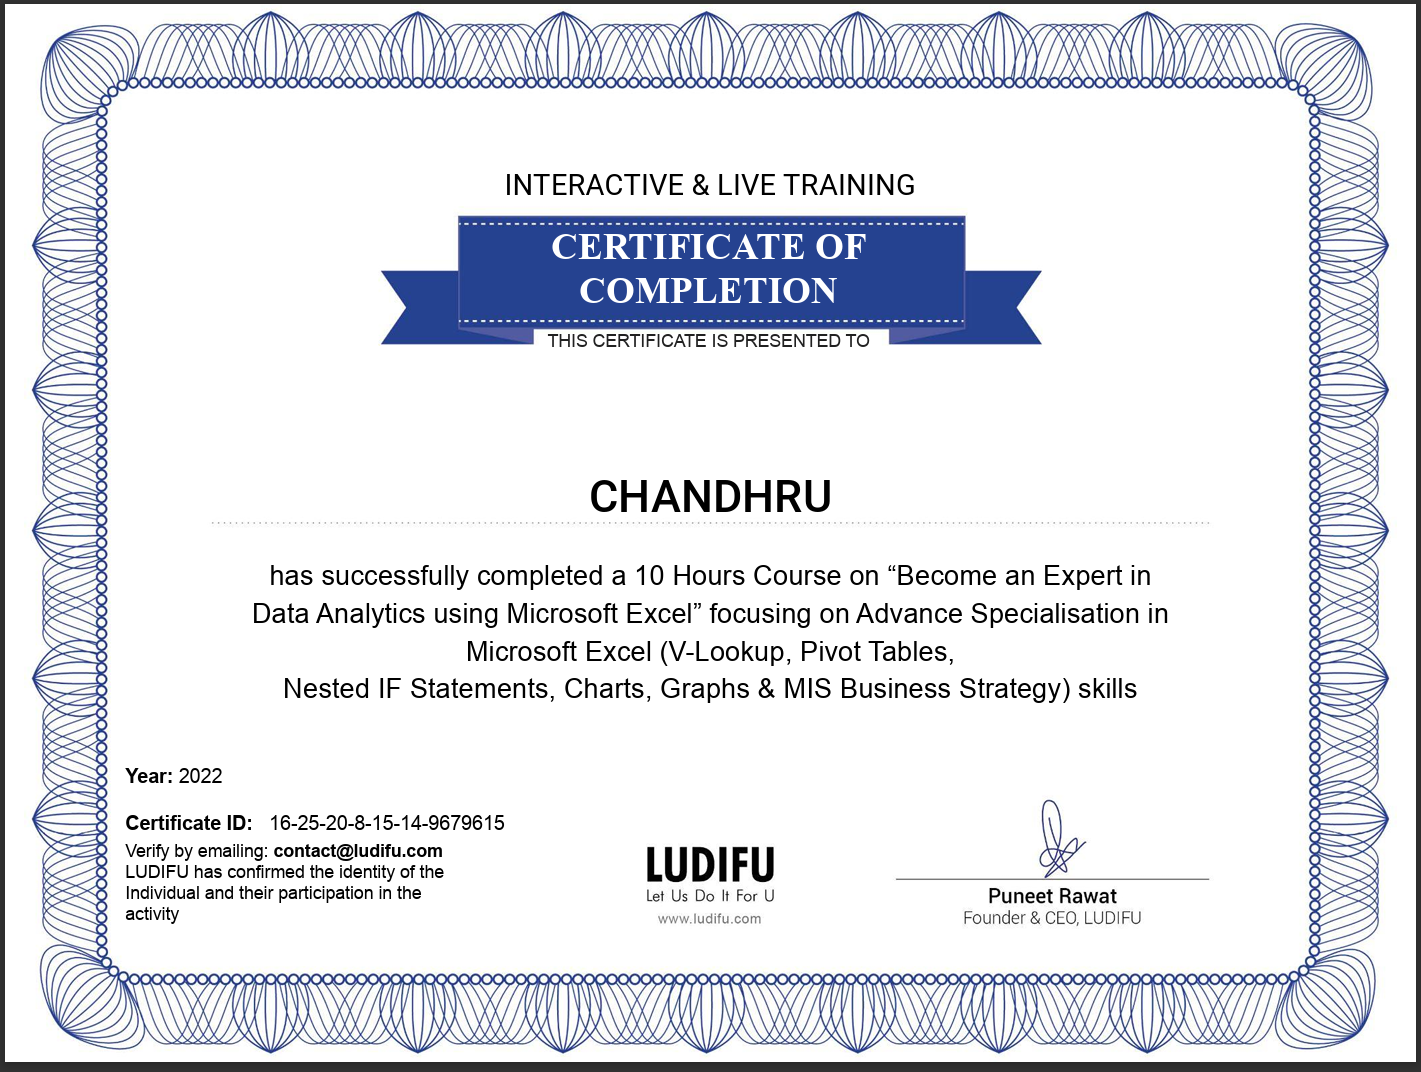 INTERACTIVE & LIVE TRAINING
CERTIFICATE OF
COMPLETION
THIS CERTIFICATE IS PRESENTED TO
CHANDHRU
has successfully completed a 10 Hours Course on “Become an Expert in
Data Analytics using Microsoft Excel” focusing on Advance Specialisation in
Microsoft Excel (V-Lookup, Pivot Tables,
Nested IF Statements, Charts, Graphs & MIS Business Strategy) skills
Year: 2022
Certificate ID: 16-25-20-8-15-14-9679615
Verify by emailing: contact@ludifu.com
LUDIFU has confirmed the identity of the
Individual and their participation in the
activity
LUDIFU
Let Us Do It For U
www.ludifu.com
Puneet Rawat
Founder & CEO, LUDIFU